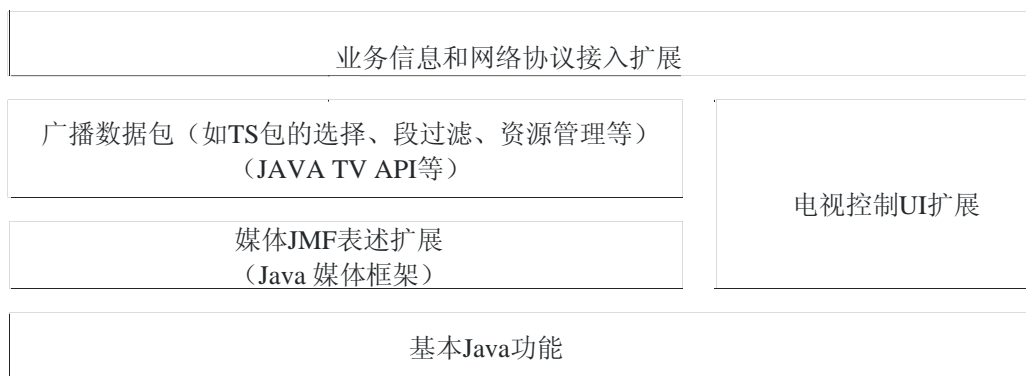 业务信息和网络协议接入扩展
广播数据包（如TS包的选择、段过滤、资源管理等）
（JAVA TV API等）
电视控制UI扩展
媒体JMF表述扩展
（Java 媒体框架）
基本Java功能